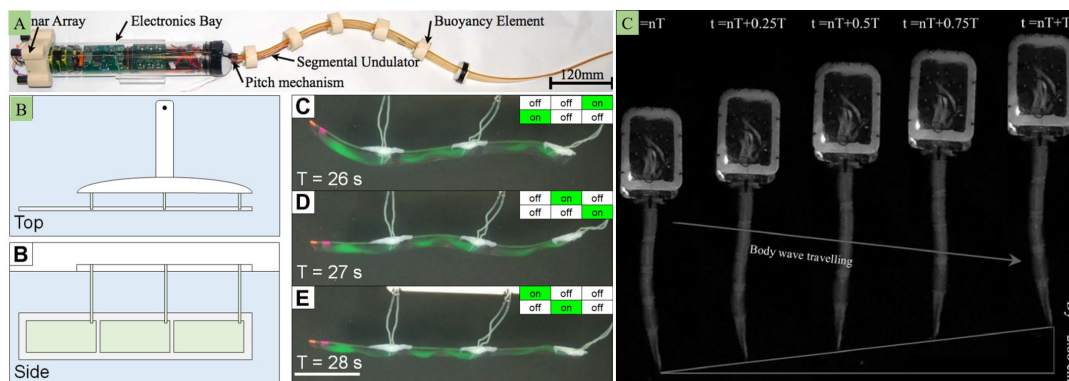 A
nar Array
Electronics Bay
Buoyancy Element
Segmental Undulator
Pitch mechanism
120mm
B
Top
B
Side
C
off off on
on off off
T = 26 s
D
off on off
off off on
T = 27 s
E
on off off
off on off
T = 28 s
C
=nT t =nT+0.25T t =nT+0.5T t =nT+0.75T t =nT+T
Body wave travelling